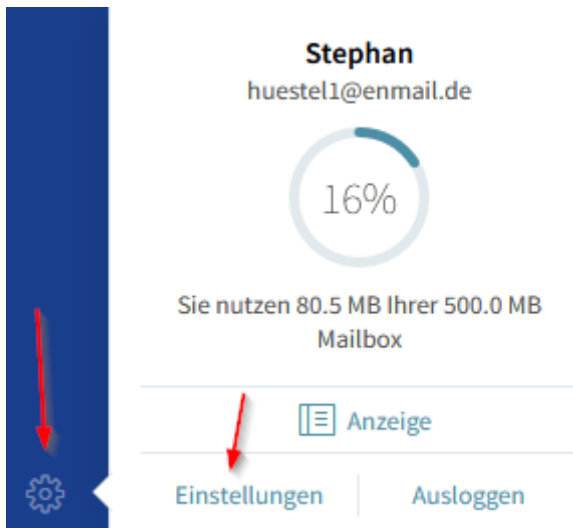 Stephan
huestel1@enmail.de
16%
Sie nutzen 80.5 MB Ihrer 500.0 MB
Mailbox
Anzeige
Einstellungen
Ausloggen